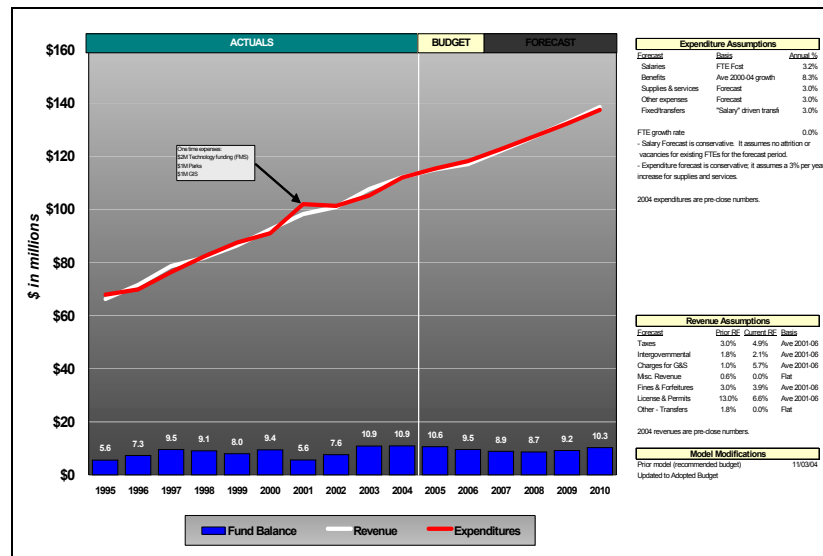 ACTUALS BUDGET FORECAST
$160
$140
$120
$100
$80
$60
$40
$20
$0
$ in millions
One time expenses:
$2M Technology funding (FMS)
$1M Parks
$1M GIS
5.6 7.3 9.5 9.1 8.0 9.4 5.6 7.6 10.9 10.9 10.6 9.5 8.9 8.7 9.2 10.3
1995 1996 1997 1998 1999 2000 2001 2002 2003 2004 2005 2006 2007 2008 2009 2010
Fund Balance Revenue Expenditures
Expenditure Assumptions
Forecast Basis Annual %
Salaries FTE Fcst 3.2%
Benefits Ave 2000-04 growth 8.3%
Supplies & services Forecast 3.0%
Other expenses Forecast 3.0%
Fixed/transfers "Salary" driven transf 3.0%
FTE growth rate 0.0%
- Salary Forecast is conservative. It assumes no attrition or
vacancies for existing FTEs for the forecast period.
- Expenditure forecast is conservative; it assumes a 3% per year
increase for supplies and services.
2004 expenditures are pre-close numbers.
Revenue Assumptions
Forecast Prior RF Current RF Basis
Taxes 3.0% 4.9% Ave 2001-06
Intergovernmental 1.8% 2.1% Ave 2001-06
Charges for G&S 1.0% 5.7% Ave 2001-06
Misc. Revenue 0.6% 0.0% Flat
Fines & Forfeitures 3.0% 3.9% Ave 2001-06
License & Permits 13.0% 6.6% Ave 2001-06
Other - Transfers 1.8% 0.0% Flat
2004 revenues are pre-close numbers.
Model Modifications
Prior model (recommended budget) 11/03/04
Updated to Adopted Budget